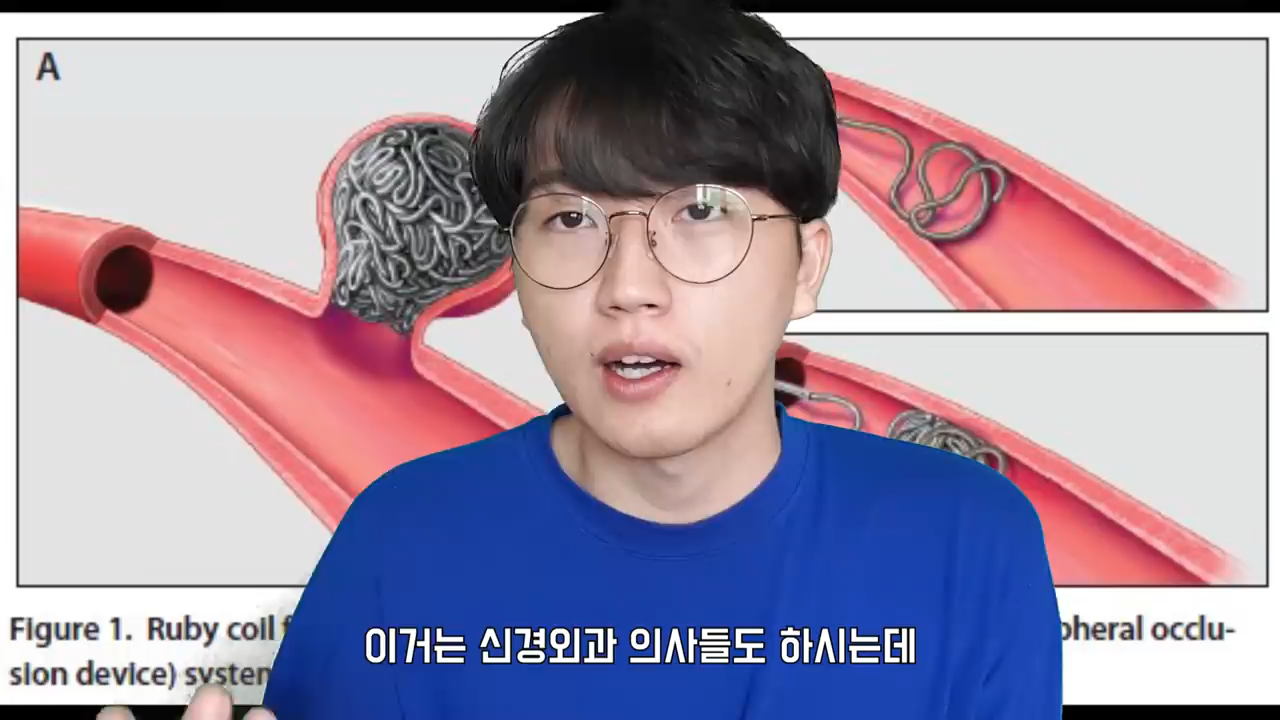 A
Figure 1. Ruby coil
pheral occlu-
sion device) system
이거는 신경외과 의사들도 하시는데